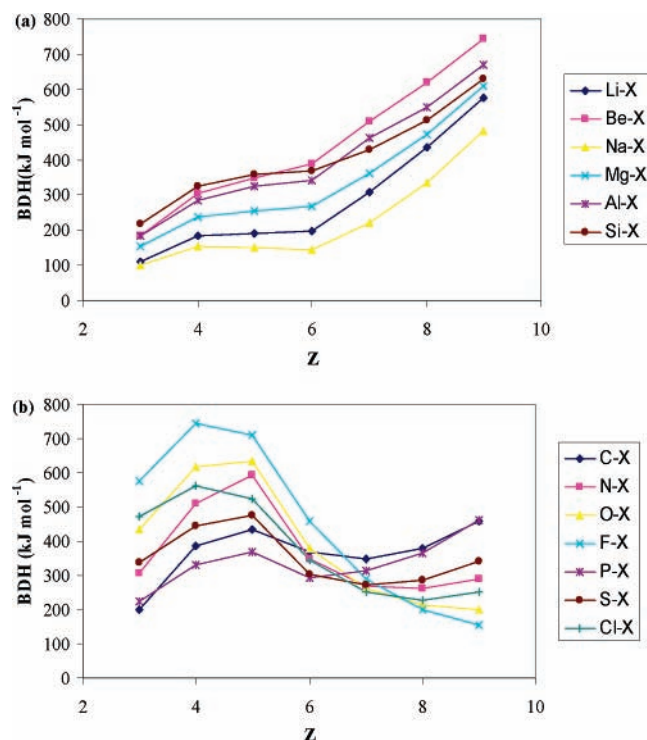 (a)
800
700
600
500
400
300
200
100
0
BDH(kJ mol⁻¹)
2 4 6 8 10
Z
Li-X
Be-X
Na-X
Mg-X
Al-X
Si-X
(b)
800
700
600
500
400
300
200
100
0
BDH (kJ mol⁻¹)
2 4 6 8 10
Z
C-X
N-X
O-X
F-X
P-X
S-X
Cl-X